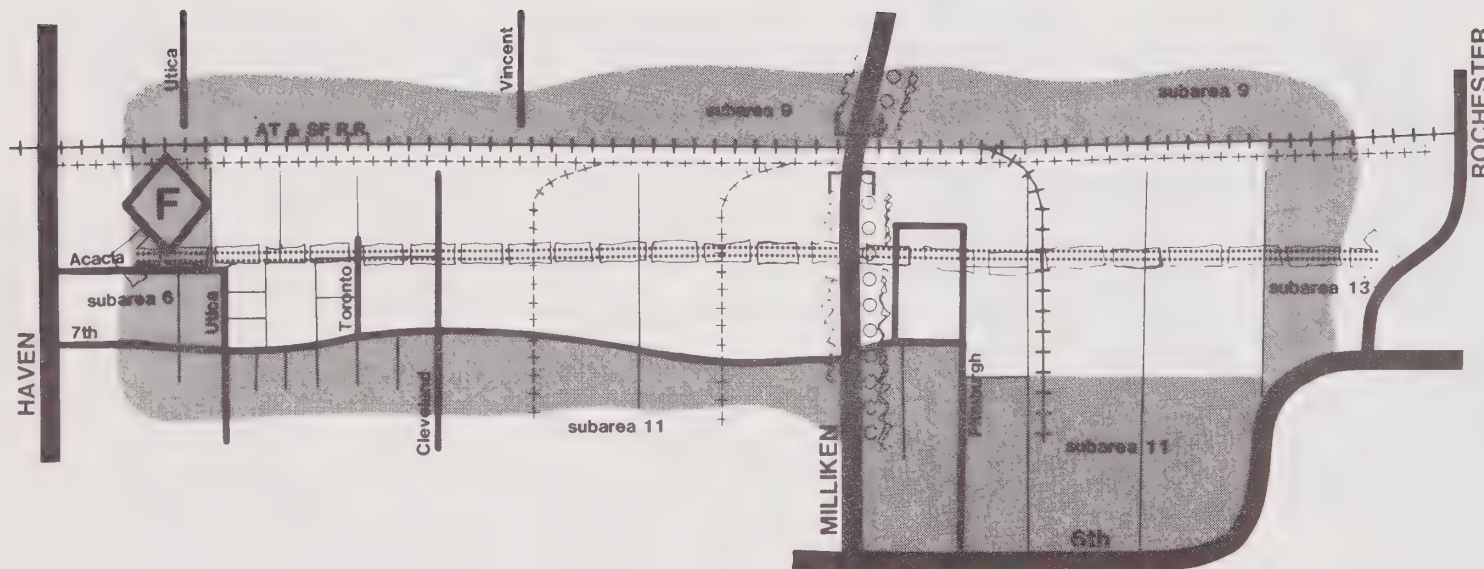 Utica
Vincent
subarea 9
subarea 9
ROCHESTER
AT & SF R.R.
F
Acacia
subarea 6
Utica
Toronto
subarea 13
7th
HAVEN
Cleveland
subarea 11
MILLIKEN
Pittsburgh
subarea 11
6th